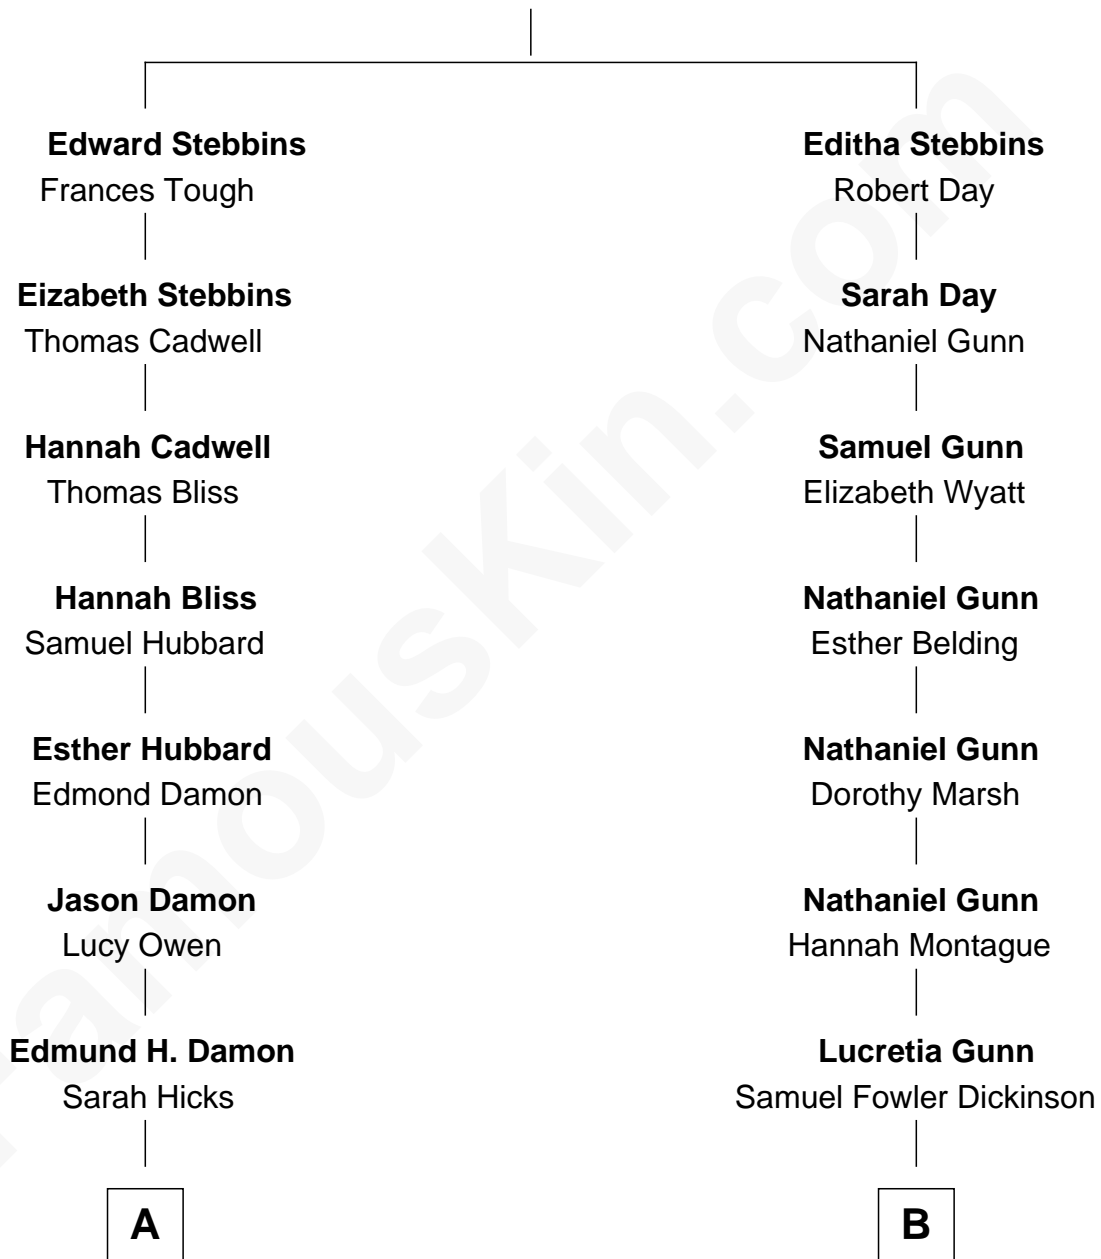 Edward Stebbins
Frances Tough
Eizabeth Stebbins
Thomas Cadwell
Hannah Cadwell
Thomas Bliss
Hannah Bliss
Samuel Hubbard
Esther Hubbard
Edmond Damon
Jason Damon
Lucy Owen
Edmund H. Damon
Sarah Hicks
A
Editha Stebbins
Robert Day
Sarah Day
Nathaniel Gunn
Samuel Gunn
Elizabeth Wyatt
Nathaniel Gunn
Esther Belding
Nathaniel Gunn
Dorothy Marsh
Nathaniel Gunn
Hannah Montague
Lucretia Gunn
Samuel Fowler Dickinson
B
FamousKin.com